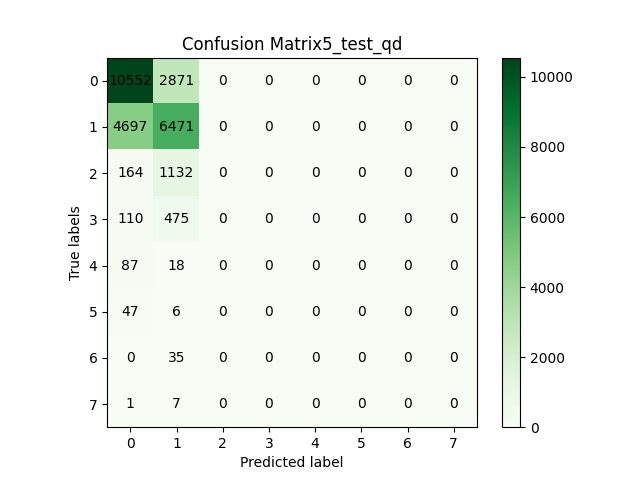 Confusion Matrix5_test_qd
0 10552 2871 0 0 0 0 0 0
1 4697 6471 0 0 0 0 0 0
2 164 1132 0 0 0 0 0 0
3 110 475 0 0 0 0 0 0
4 87 18 0 0 0 0 0 0
5 47 6 0 0 0 0 0 0
6 0 35 0 0 0 0 0 0
7 1 7 0 0 0 0 0 0
0 1 2 3 4 5 6 7
Predicted label
True labels
10000
8000
6000
4000
2000
0